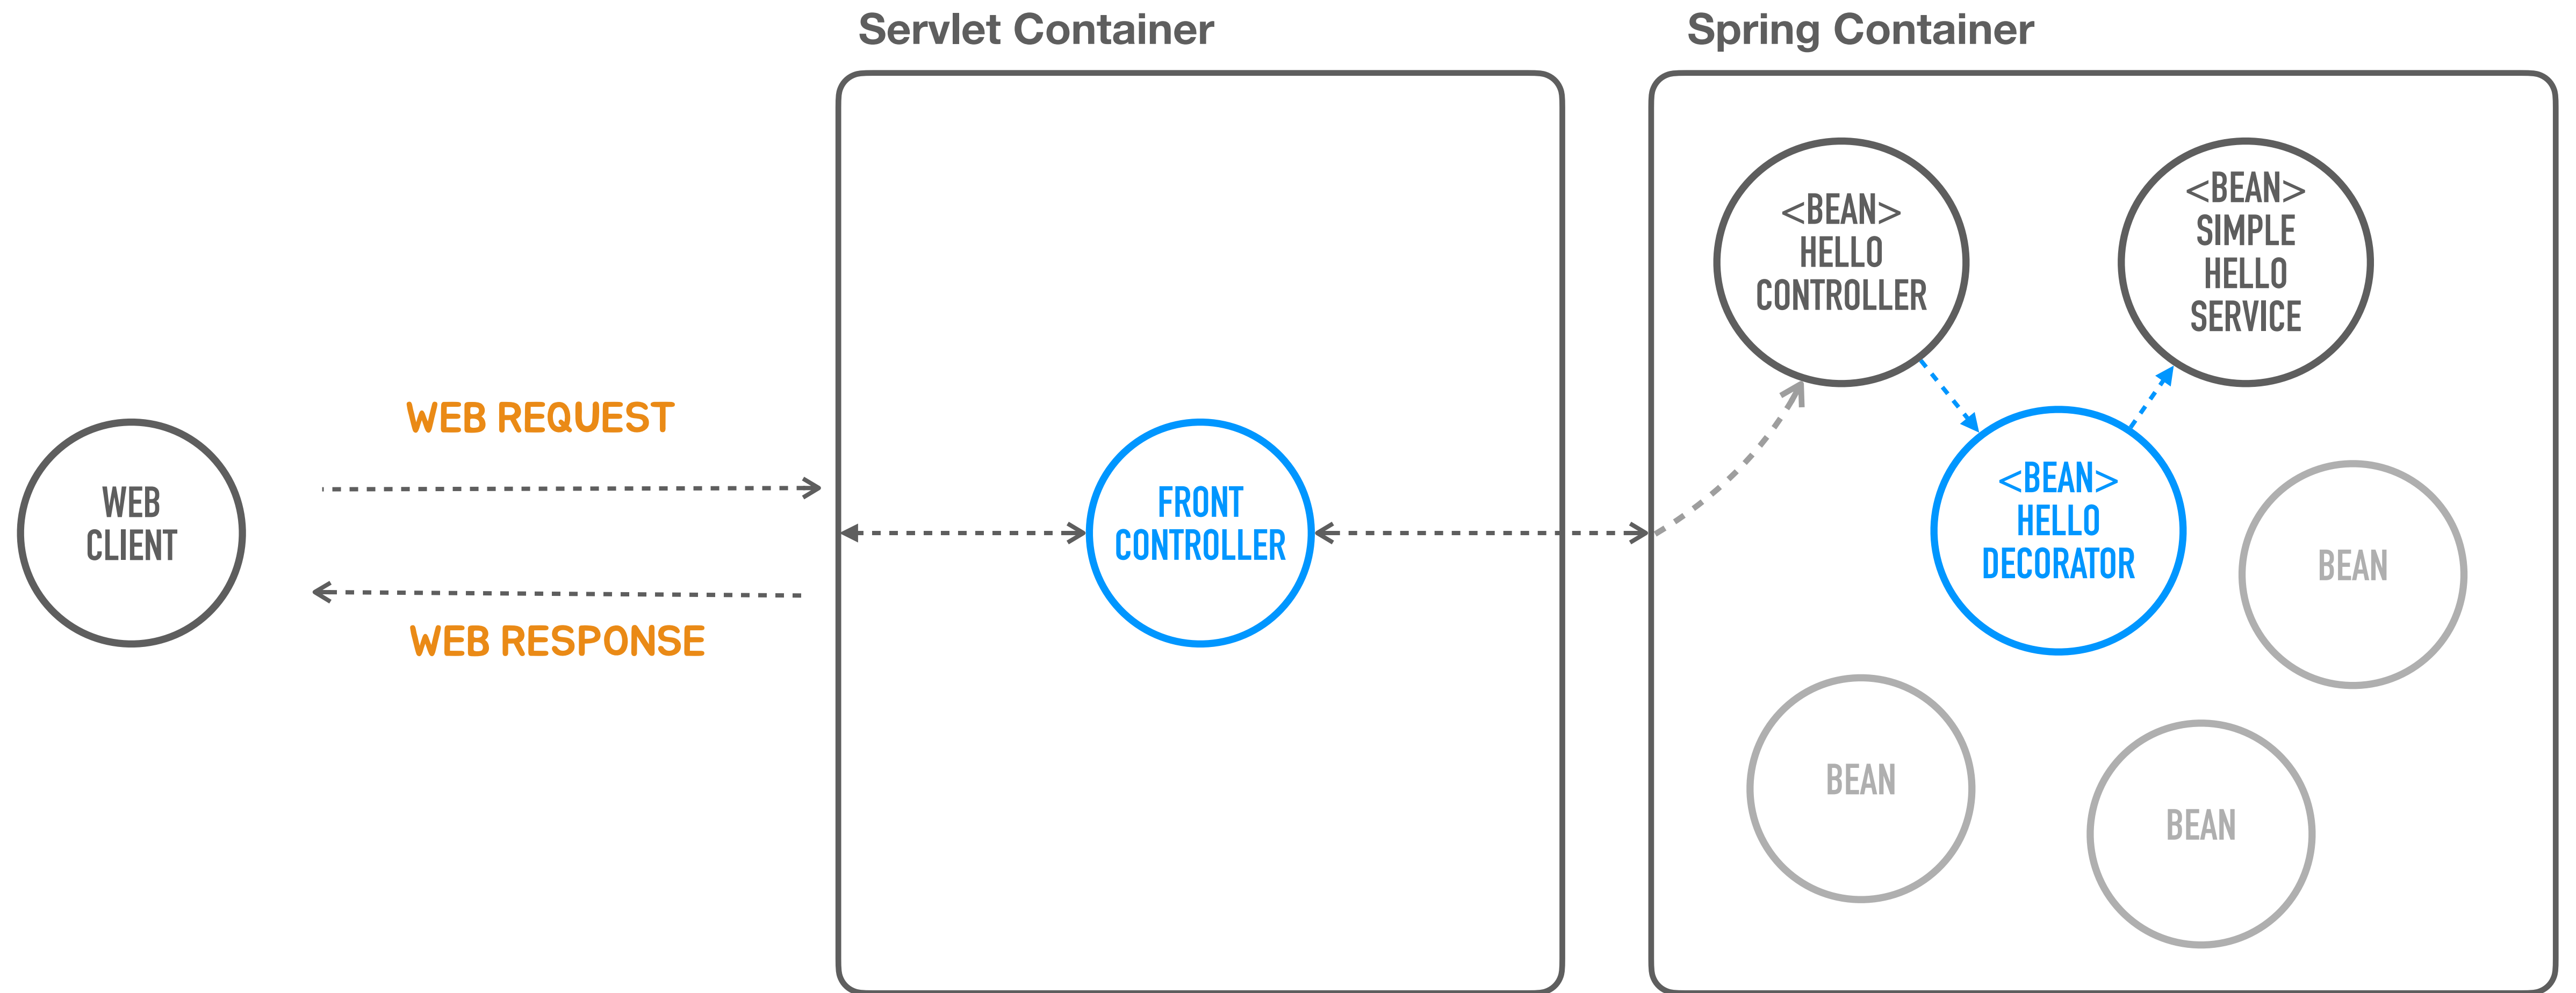 Servlet Container
Spring Container
<BEAN>
HELLO
CONTROLLER
<BEAN>
SIMPLE
HELLO
SERVICE
WEB REQUEST
WEB
CLIENT
FRONT
CONTROLLER
<BEAN>
HELLO
DECORATOR
BEAN
WEB RESPONSE
BEAN
BEAN